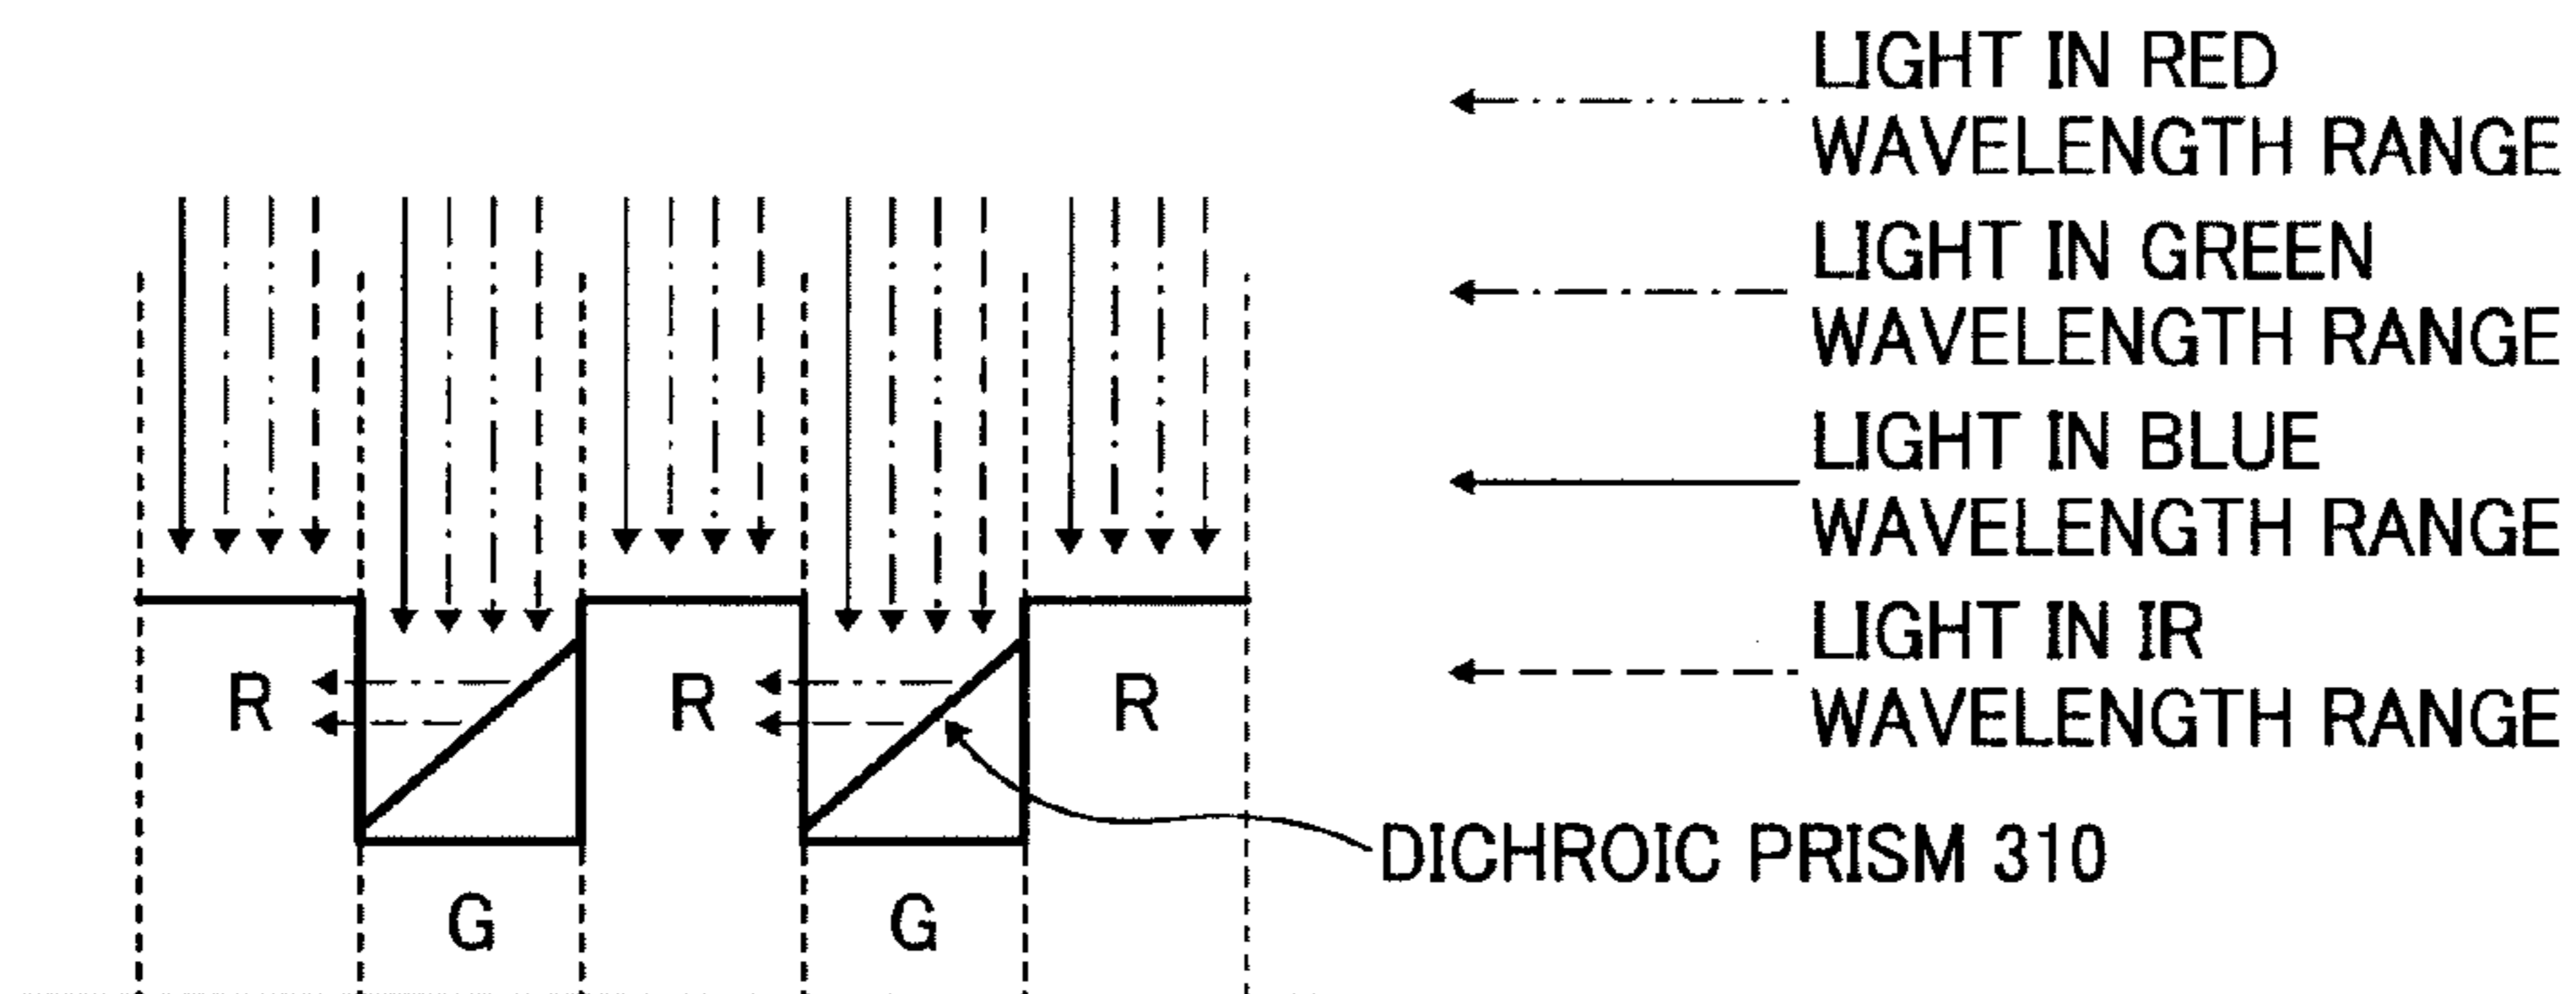 LIGHT IN RED
WAVELENGTH RANGE
LIGHT IN GREEN
WAVELENGTH RANGE
LIGHT IN BLUE
WAVELENGTH RANGE
LIGHT IN IR
WAVELENGTH RANGE
R R R
DICHROIC PRISM 310
G G